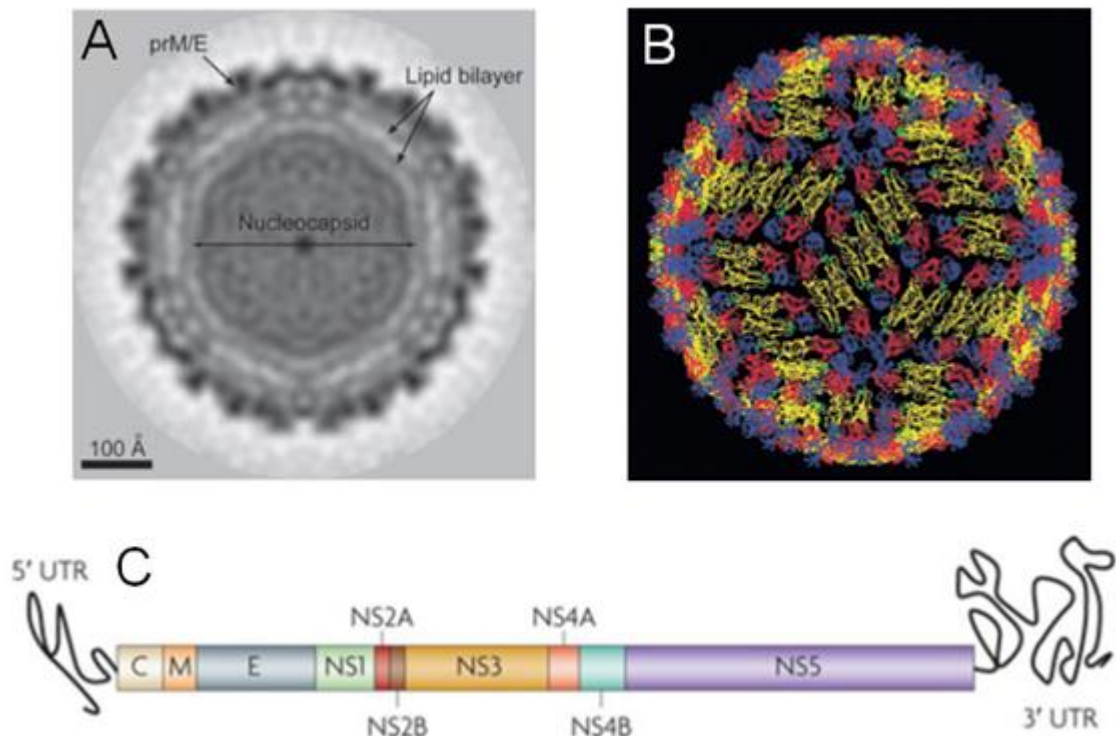 A
prM/E
Lipid bilayer
Nucleocapsid
100 Å
B
C
5′ UTR
C
M
E
NS1
NS2A
NS2B
NS3
NS4A
NS4B
NS5
3′ UTR